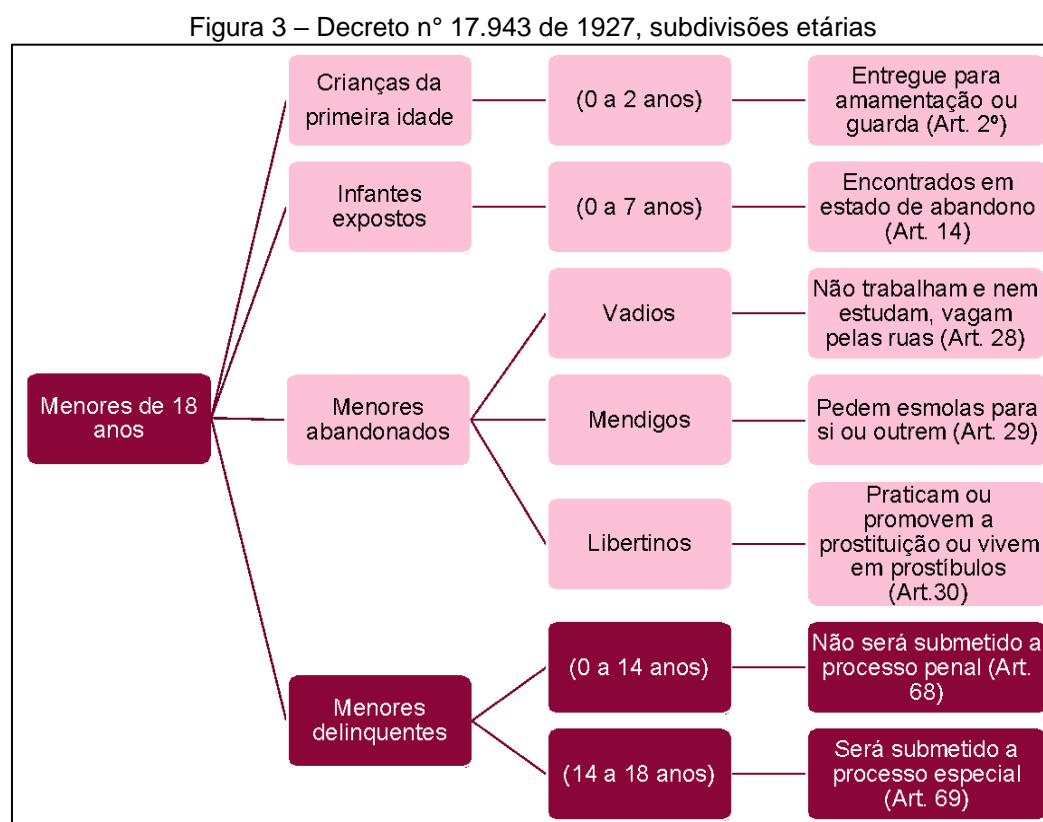 Figura 3 – Decreto n° 17.943 de 1927, subdivisões etárias
Crianças da
primeira idade
(0 a 2 anos)
Entregue para
amamentação ou
guarda (Art. 2º)
Infantes
expostos
(0 a 7 anos)
Encontrados em
estado de abandono
(Art. 14)
Menores de 18
anos
Menores
abandonados
Vadios
Não trabalham e nem
estudam, vagam
pelas ruas (Art. 28)
Mendigos
Pedem esmolas para
si ou outrem (Art. 29)
Libertinos
Praticam ou
promovem a
prostituição ou vivem
em prostíbulos
(Art.30)
Menores
delinquentes
(0 a 14 anos)
Não será submetido a
processo penal (Art.
68)
(14 a 18 anos)
Será submetido a
processo especial
(Art. 69)